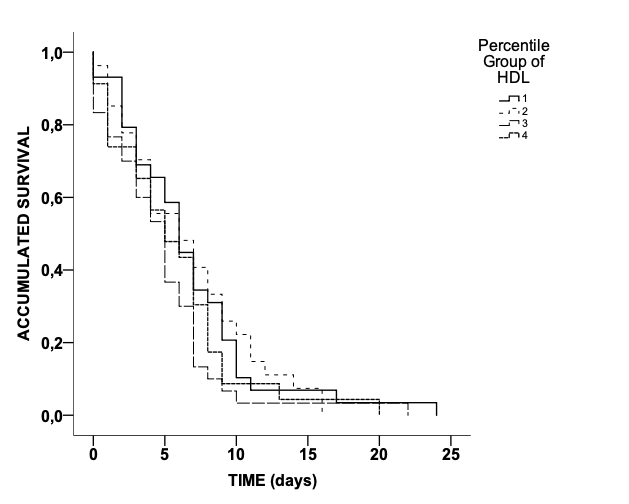 Percentile
Group of
HDL
1
2
3
4
ACCUMULATED SURVIVAL
1,0
0,8
0,6
0,4
0,2
0,0
0 5 10 15 20 25
TIME (days)